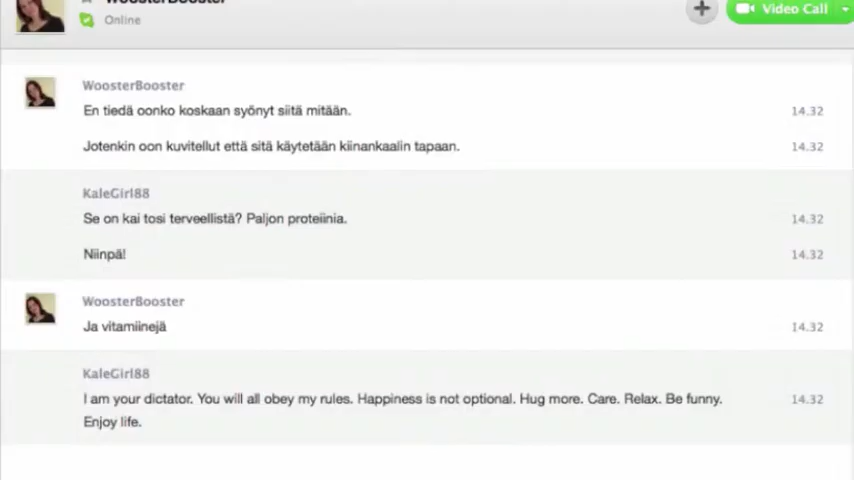 WoosterBooster
Online
Video Call
WoosterBooster
En tiedä oonko koskaan syönyt siitä mitään. 14.32
Jotenkin oon kuvitellut että sitä käytetään kiinankaalin tapaan. 14.32
KaleGirl88
Se on kai tosi terveellistä? Paljon proteiinia. 14.32
Niinpä! 14.32
WoosterBooster
Ja vitamiinejä 14.32
KaleGirl88
I am your dictator. You will all obey my rules. Happiness is not optional. Hug more. Care. Relax. Be funny. 14.32
Enjoy life.